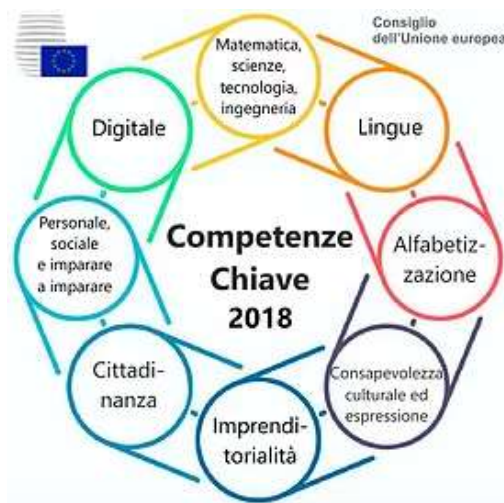 Consiglio
dell'Unione europea
Matematica,
scienze,
tecnologia,
ingegneria
Lingue
Alfabetiz-
zazione
Consapevolezza
culturale ed
espressione
Imprendi-
torialità
Cittadi-
nanza
Personale,
sociale
e imparare
a imparare
Digitale
Competenze
Chiave
2018